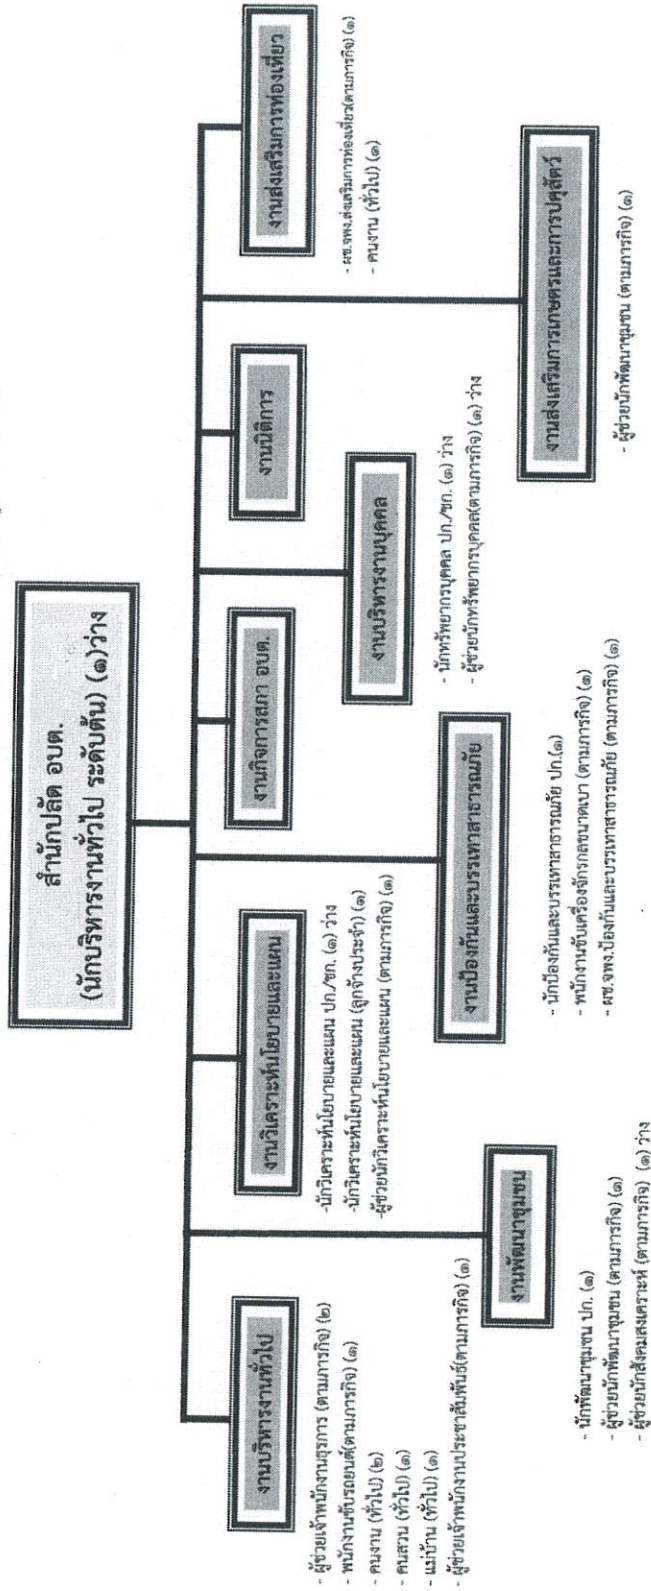 สำนักปลัด อบต.
(นักบริหารงานทั่วไป ระดับต้น) (๑)ว่าง
งานบริหารงานทั่วไป
- ผู้ช่วยเจ้าพนักงานธุรการ (ตามภารกิจ) (๒)
- พนักงานขับรถยนต์(ตามภารกิจ) (๑)
- คนงาน (ทั่วไป) (๒)
- คนสวน (ทั่วไป) (๑)
- แม่บ้าน (ทั่วไป) (๑)
- ผู้ช่วยเจ้าพนักงานประชาสัมพันธ์(ตามภารกิจ) (๑)
งานพัฒนาชุมชน
- นักพัฒนาชุมชน ปก. (๑)
- ผู้ช่วยนักพัฒนาชุมชน (ตามภารกิจ) (๑)
- ผู้ช่วยนักสังคมสงเคราะห์ (ตามภารกิจ) (๑) ว่าง
งานวิเคราะห์นโยบายและแผน
-นักวิเคราะห์นโยบายและแผน ปก./ชก. (๑) ว่าง
-นักวิเคราะห์นโยบายและแผน (ลูกจ้างประจำ) (๑)
-ผู้ช่วยนักวิเคราะห์นโยบายและแผน (ตามภารกิจ) (๑)
งานป้องกันและบรรเทาสาธารณภัย
- นักป้องกันและบรรเทาสาธารณภัย ปก.(๑)
- พนักงานขับเครื่องจักรกลขนาดเบา (ตามภารกิจ) (๑)
- ผช.จพง.ป้องกันและบรรเทาสาธารณภัย (ตามภารกิจ) (๑)
งานกิจการสภา อบต.
งานบริหารงานบุคคล
- นักทรัพยากรบุคคล ปก./ชก. (๑) ว่าง
- ผู้ช่วยนักทรัพยากรบุคคล(ตามภารกิจ) (๑) ว่าง
งานนิติการ
งานส่งเสริมการเกษตรและการปศุสัตว์
- ผู้ช่วยนักพัฒนาชุมชน (ตามภารกิจ) (๑)
งานส่งเสริมการท่องเที่ยว
- ผช.จพง.ส่งเสริมการท่องเที่ยว(ตามภารกิจ) (๑)
- คนงาน (ทั่วไป) (๑)